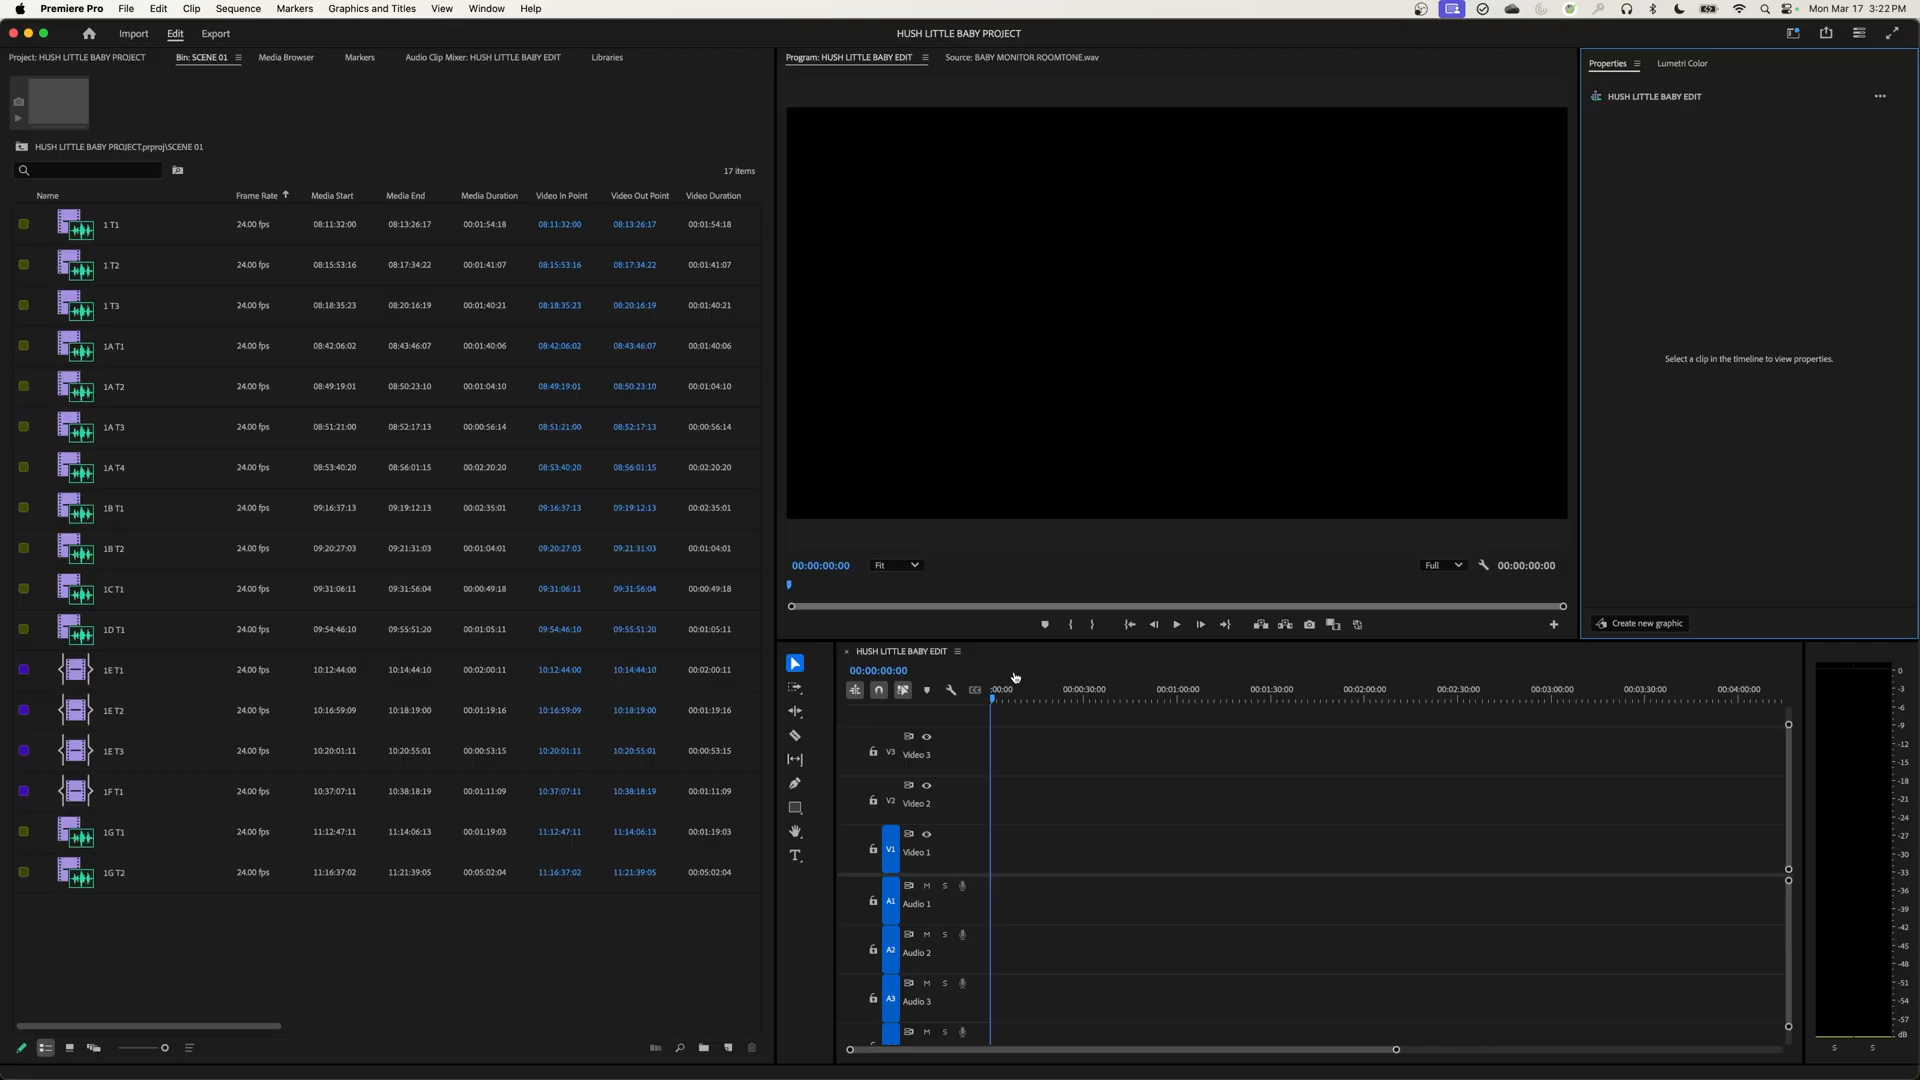 Premiere Pro File Edit Clip Sequence Markers Graphics and Titles View Window Help Mon Mar 17 3:22 PM
Import Edit Export HUSH LITTLE BABY PROJECT
Project: HUSH LITTLE BABY PROJECT Bin: SCENE 01 Media Browser Markers Audio Clip Mixer: HUSH LITTLE BABY EDIT Libraries
HUSH LITTLE BABY PROJECT.prproj\SCENE 01
17 items
Name Frame Rate Media Start Media End Media Duration Video In Point Video Out Point Video Duration
1 T1 24.00 fps 08:11:32:00 08:13:26:17 00:01:54:18 08:11:32:00 08:13:26:17 00:01:54:18
1 T2 24.00 fps 08:15:53:16 08:17:34:22 00:01:41:07 08:15:53:16 08:17:34:22 00:01:41:07
1 T3 24.00 fps 08:18:35:23 08:20:16:19 00:01:40:21 08:18:35:23 08:20:16:19 00:01:40:21
1A T1 24.00 fps 08:42:06:02 08:43:46:07 00:01:40:06 08:42:06:02 08:43:46:07 00:01:40:06
1A T2 24.00 fps 08:49:19:01 08:50:23:10 00:01:04:10 08:49:19:01 08:50:23:10 00:01:04:10
1A T3 24.00 fps 08:51:21:00 08:52:17:13 00:00:56:14 08:51:21:00 08:52:17:13 00:00:56:14
1A T4 24.00 fps 08:53:40:20 08:56:01:15 00:02:20:20 08:53:40:20 08:56:01:15 00:02:20:20
1B T1 24.00 fps 09:16:37:13 09:19:12:13 00:02:35:01 09:16:37:13 09:19:12:13 00:02:35:01
1B T2 24.00 fps 09:20:27:03 09:21:31:03 00:01:04:01 09:20:27:03 09:21:31:03 00:01:04:01
1C T1 24.00 fps 09:31:06:11 09:31:56:04 00:00:49:18 09:31:06:11 09:31:56:04 00:00:49:18
1D T1 24.00 fps 09:54:46:10 09:55:51:20 00:01:05:11 09:54:46:10 09:55:51:20 00:01:05:11
1E T1 24.00 fps 10:12:44:00 10:14:44:10 00:02:00:11 10:12:44:00 10:14:44:10 00:02:00:11
1E T2 24.00 fps 10:16:59:09 10:18:19:00 00:01:19:16 10:16:59:09 10:18:19:00 00:01:19:16
1E T3 24.00 fps 10:20:01:11 10:20:55:01 00:00:53:15 10:20:01:11 10:20:55:01 00:00:53:15
1F T1 24.00 fps 10:37:07:11 10:38:18:19 00:01:11:09 10:37:07:11 10:38:18:19 00:01:11:09
1G T1 24.00 fps 11:12:47:11 11:14:06:13 00:01:19:03 11:12:47:11 11:14:06:13 00:01:19:03
1G T2 24.00 fps 11:16:37:02 11:21:39:05 00:05:02:04 11:16:37:02 11:21:39:05 00:05:02:04
Program: HUSH LITTLE BABY EDIT Source: BABY MONITOR ROOMTONE.wav
00:00:00:00 Fit Full 00:00:00:00
Properties Lumetri Color
HUSH LITTLE BABY EDIT
Select a clip in the timeline to view properties.
Create new graphic
HUSH LITTLE BABY EDIT
00:00:00:00
:00:00 00:00:30:00 00:01:00:00 00:01:30:00 00:02:00:00 00:02:30:00 00:03:00:00 00:03:30:00 00:04:00:00
V3 Video 3
V2 Video 2
V1 Video 1
M S
A1 Audio 1
M S
A2 Audio 2
M S
A3 Audio 3
M S
0
-3
-6
-9
-12
-15
-18
-21
-24
-27
-30
-33
-36
-39
-42
-45
-48
-51
-54
-57
dB
S S